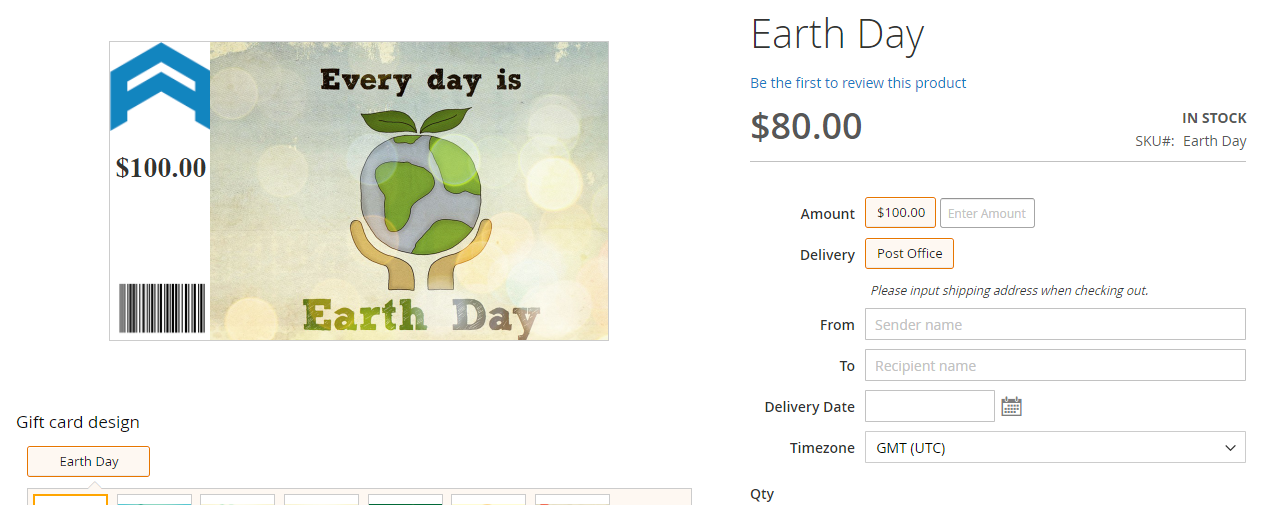 Every day is
$100.00
Earth Day
Gift card design
Earth Day
Earth Day
Be the first to review this product
$80.00
IN STOCK
SKU#: Earth Day
Amount $100.00 Enter Amount
Delivery Post Office
Please input shipping address when checking out.
From Sender name
To Recipient name
Delivery Date
Timezone GMT (UTC)
Qty